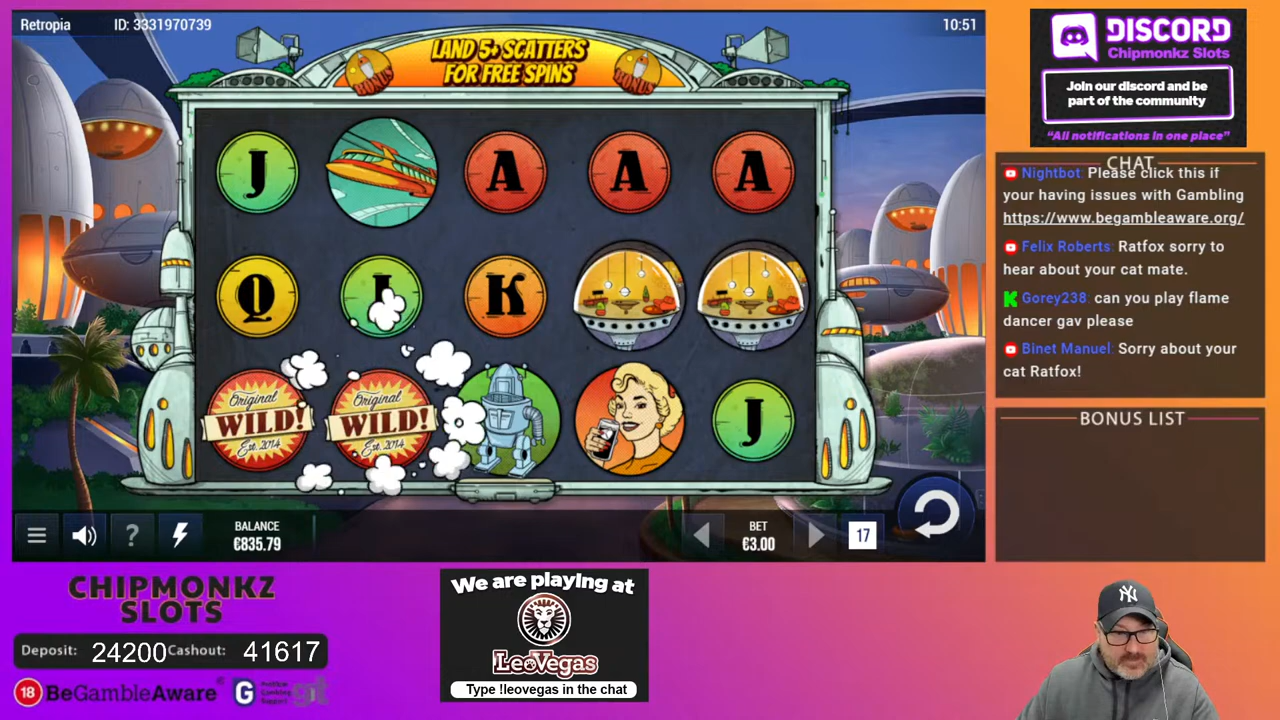 Retropia
ID: 3331970739
10:51
LAND 5+ SCATTERS
FOR FREE SPINS
BONUS
BONUS
J
A
A
A
Q
J
K
Original
WILD!
Est. 2014
Original
WILD!
Est. 2014
J
BALANCE
€835.79
BET
€3.00
17
?
DISCORD
Chipmonkz Slots
Join our discord and be
part of the community
"All notifications in one place"
CHAT
Nightbot: Please click this if
your having issues with Gambling
https://www.begambleaware.org/
Felix Roberts: Ratfox sorry to
hear about your cat mate.
Gorey238: can you play flame
dancer gav please
Binet Manuel: Sorry about your
cat Ratfox!
BONUS LIST
CHIPMONKZ
SLOTS
Deposit: 24200 Cashout: 41617
18 BeGambleAware
We are playing at
LeoVegas
Type !leovegas in the chat
NY